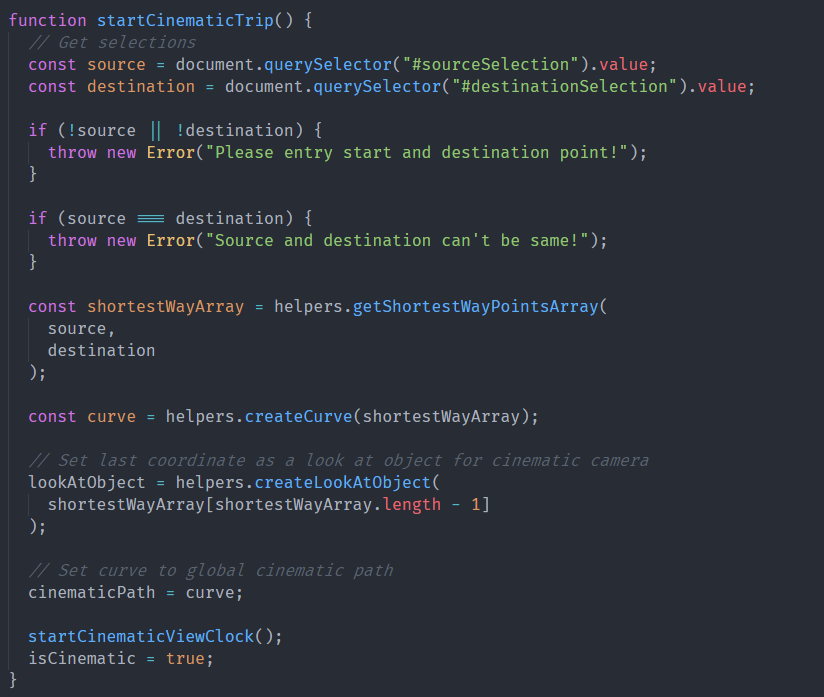 function startCinematicTrip() {
  // Get selections
  const source = document.querySelector("#sourceSelection").value;
  const destination = document.querySelector("#destinationSelection").value;

  if (!source || !destination) {
    throw new Error("Please entry start and destination point!");
  }

  if (source === destination) {
    throw new Error("Source and destination can't be same!");
  }

  const shortestWayArray = helpers.getShortestWayPointsArray(
    source,
    destination
  );

  const curve = helpers.createCurve(shortestWayArray);

  // Set last coordinate as a look at object for cinematic camera
  lookAtObject = helpers.createLookAtObject(
    shortestWayArray[shortestWayArray.length - 1]
  );

  // Set curve to global cinematic path
  cinematicPath = curve;

  startCinematicViewClock();
  isCinematic = true;
}